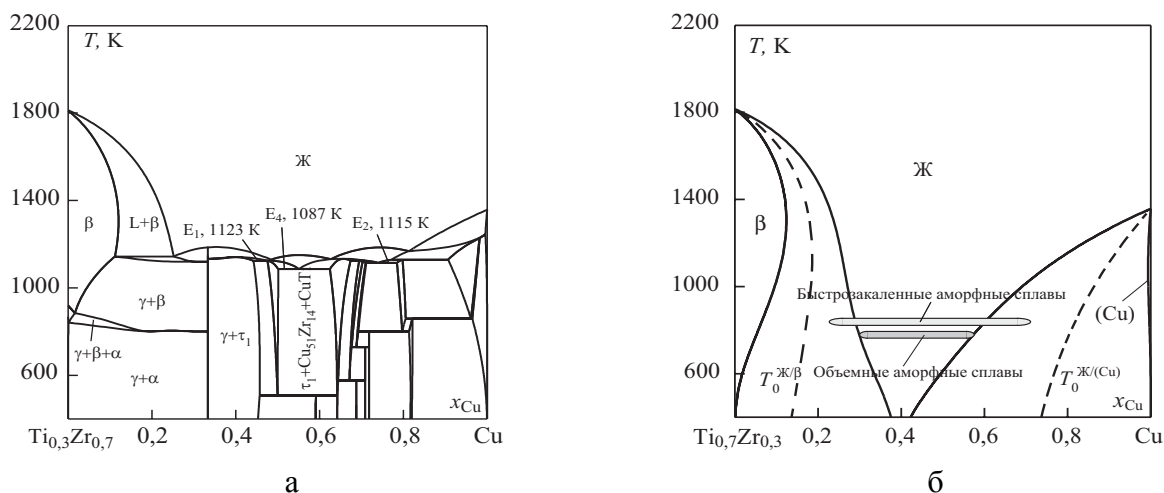 2200
T, K
1800
Ж
1400
E4, 1087 К
E1, 1123 К
E2, 1115 К
β
L+β
1000
γ+β
γ+β+α
γ+τ1
τ1+Cu51Zr14+CuT
600
γ+α
xCu
Ti0,3Zr0,7
0,2
0,4
0,6
0,8
Cu
а
2200
T, K
1800
Ж
1400
β
1000
Быстрозакаленные аморфные сплавы
(Cu)
600
T0Ж/β
Объемные аморфные сплавы
T0Ж/(Cu)
xCu
Ti0,7Zr0,3
0,2
0,4
0,6
0,8
Cu
б